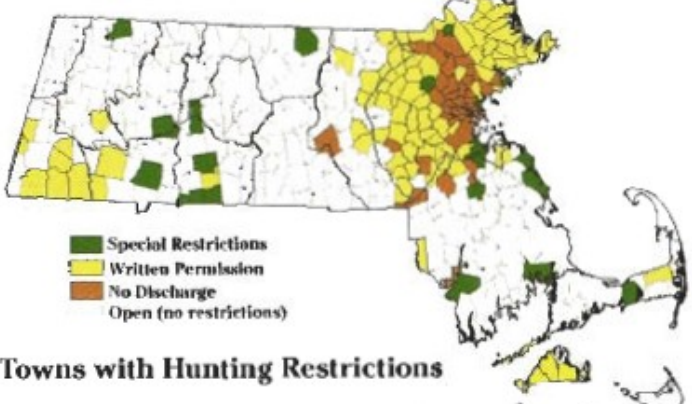 Special Restrictions
Written Permission
No Discharge
Open (no restrictions)
Towns with Hunting Restrictions